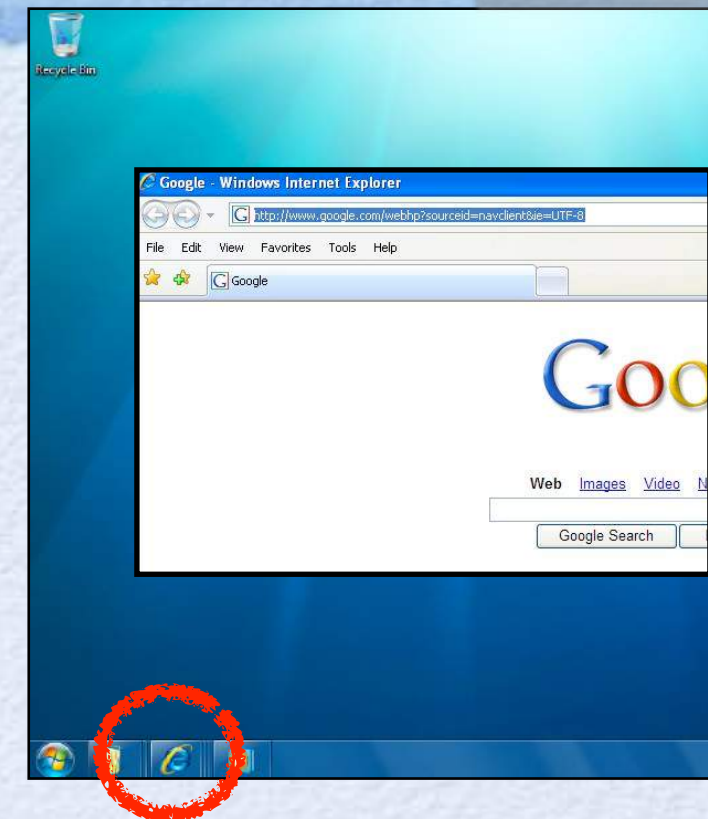 Recycle Bin
Google - Windows Internet Explorer
http://www.google.com/webhp?sourceid=navclient&ie=UTF-8
File Edit View Favorites Tools Help
Google
Goo
Web Images Video N
Google Search